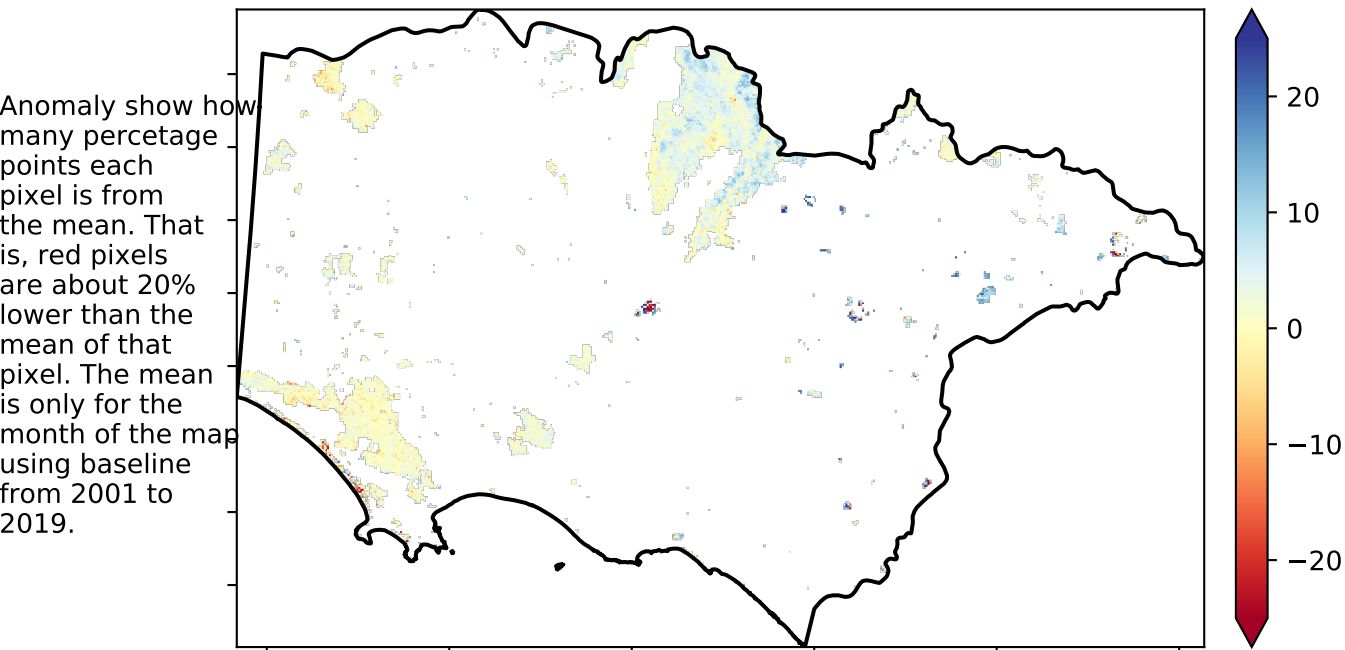 Anomaly show how
many percetage
points each
pixel is from
the mean. That
is, red pixels
are about 20%
lower than the
mean of that
pixel. The mean
is only for the
month of the map
using baseline
from 2001 to
2019.
20
10
0
−10
−20